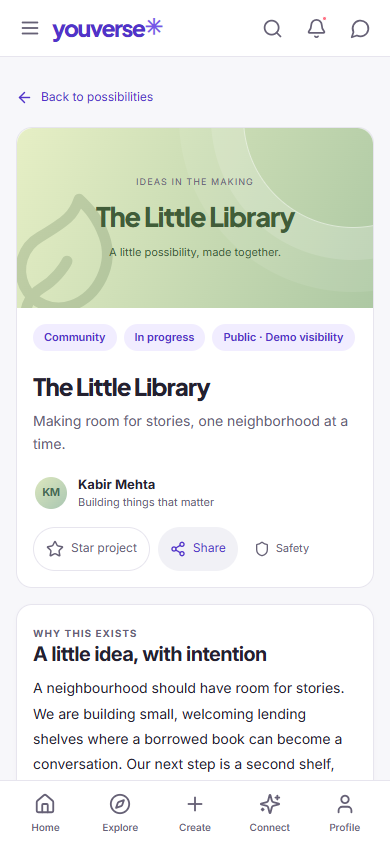 youverse
Back to possibilities
IDEAS IN THE MAKING
The Little Library
A little possibility, made together.
Community
In progress
Public · Demo visibility
The Little Library
Making room for stories, one neighborhood at a
time.
KM
Kabir Mehta
Building things that matter
Star project
Share
Safety
WHY THIS EXISTS
A little idea, with intention
A neighbourhood should have room for stories.
We are building small, welcoming lending
shelves where a borrowed book can become a
conversation. Our next step is a second shelf,
Home
Explore
Create
Connect
Profile